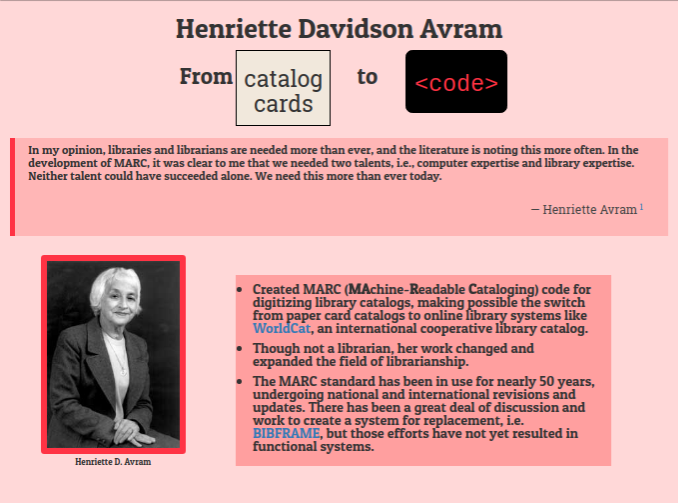 Henriette Davidson Avram
From catalog cards to <code>
In my opinion, libraries and librarians are needed more than ever, and the literature is noting this more often. In the
development of MARC, it was clear to me that we needed two talents, i.e., computer expertise and library expertise.
Neither talent could have succeeded alone. We need this more than ever today.
— Henriette Avram 1
• Created MARC (MAchine-Readable Cataloging) code for
digitizing library catalogs, making possible the switch
from paper card catalogs to online library systems like
WorldCat, an international cooperative library catalog.
• Though not a librarian, her work changed and
expanded the field of librarianship.
• The MARC standard has been in use for nearly 50 years,
undergoing national and international revisions and
updates. There has been a great deal of discussion and
work to create a system for replacement, i.e.
BIBFRAME, but those efforts have not yet resulted in
functional systems.
Henriette D. Avram